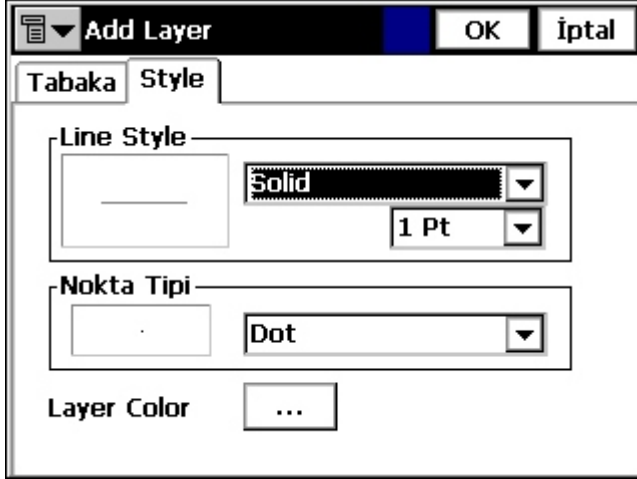 Add Layer OK İptal
Tabaka Style
Line Style
Solid
1 Pt
Nokta Tipi
Dot
Layer Color ...